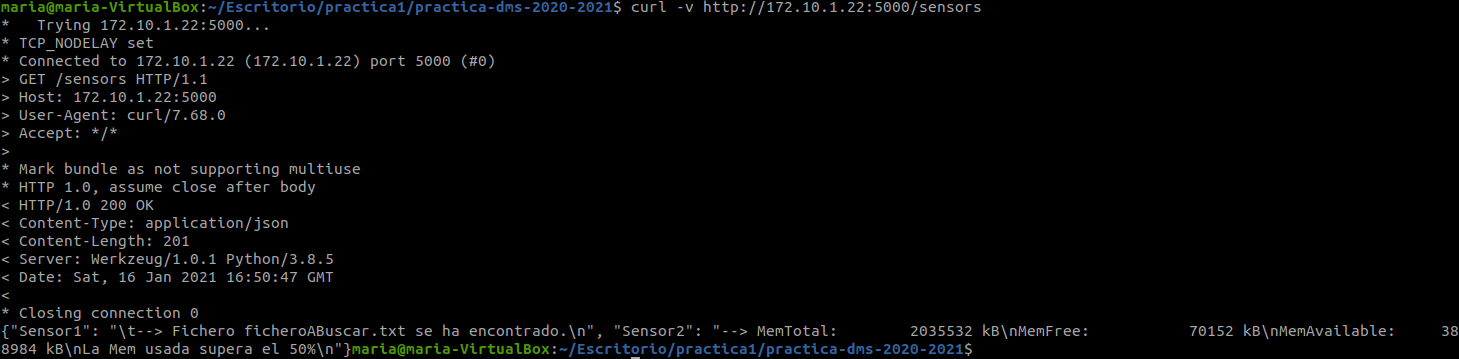 maria@maria-VirtualBox:~/Escritorio/practica1/practica-dms-2020-2021$ curl -v http://172.10.1.22:5000/sensors
*   Trying 172.10.1.22:5000...
* TCP_NODELAY set
* Connected to 172.10.1.22 (172.10.1.22) port 5000 (#0)
> GET /sensors HTTP/1.1
> Host: 172.10.1.22:5000
> User-Agent: curl/7.68.0
> Accept: */*
>
* Mark bundle as not supporting multiuse
* HTTP 1.0, assume close after body
< HTTP/1.0 200 OK
< Content-Type: application/json
< Content-Length: 201
< Server: Werkzeug/1.0.1 Python/3.8.5
< Date: Sat, 16 Jan 2021 16:50:47 GMT
<
* Closing connection 0
{"Sensor1": "\t--> Fichero ficheroABuscar.txt se ha encontrado.\n", "Sensor2": "--> MemTotal:        2035532 kB\nMemFree:           70152 kB\nMemAvailable:     38
8984 kB\nLa Mem usada supera el 50%\n"}maria@maria-VirtualBox:~/Escritorio/practica1/practica-dms-2020-2021$